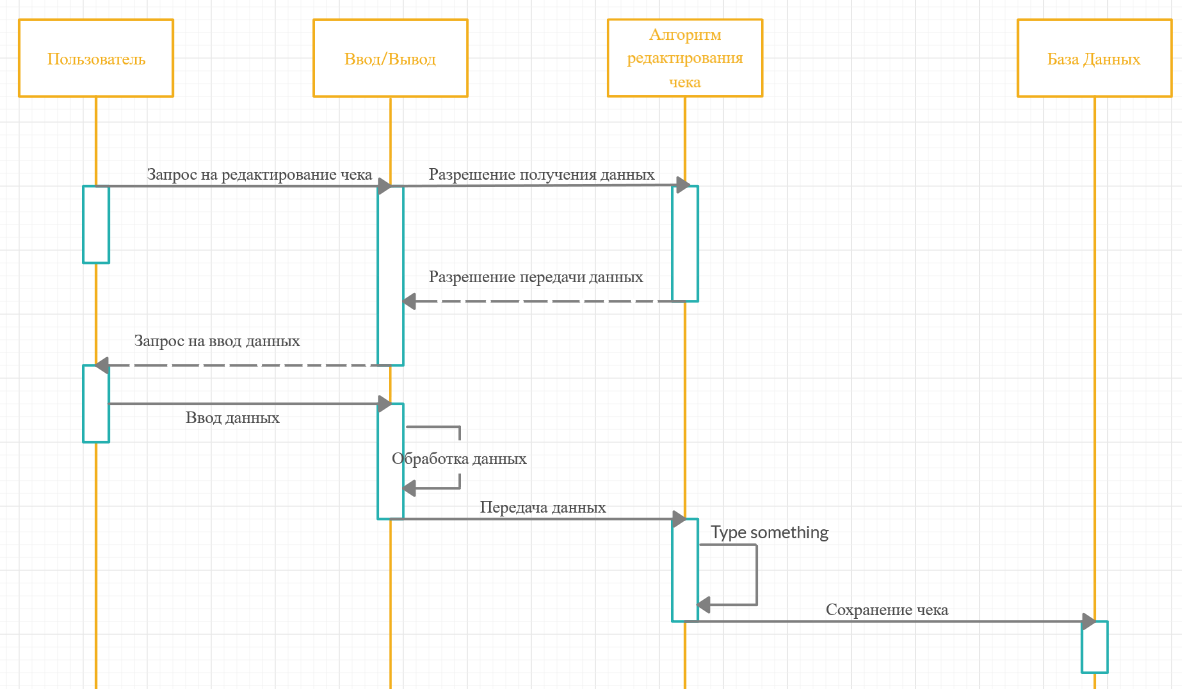 Пользователь
Ввод/Вывод
Алгоритм
редактирования
чека
База Данных
Запрос на редактирование чека
Разрешение получения данных
Разрешение передачи данных
Запрос на ввод данных
Ввод данных
Обработка данных
Передача данных
Type something
Сохранение чека